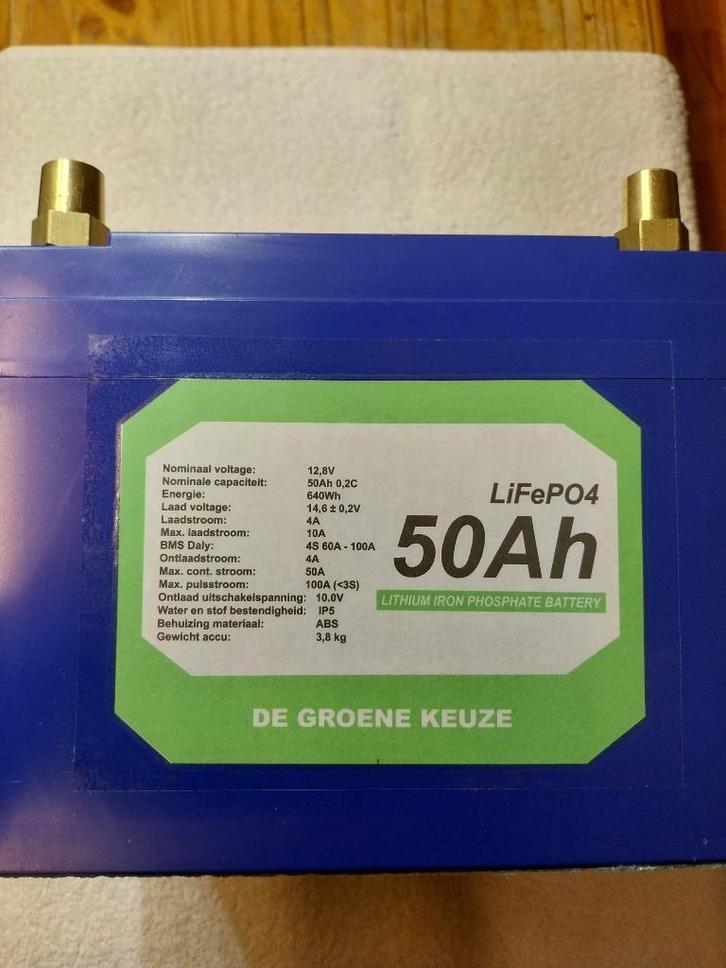 Nominaal voltage: 12,8V
Nominale capaciteit: 50Ah 0,2C
Energie: 640Wh
Laad voltage: 14,6 ± 0,2V
Laadstroom: 4A
Max. laadstroom: 10A
BMS Daly: 4S 60A - 100A
Ontlaadstroom: 4A
Max. cont. stroom: 50A
Max. pulsstroom: 100A (<3S)
Ontlaad uitschakelspanning: 10.0V
Water en stof bestendigheid: IP5
Behuizing materiaal: ABS
Gewicht accu: 3,8 kg
LiFePO4
50Ah
LITHIUM IRON PHOSPHATE BATTERY
DE GROENE KEUZE